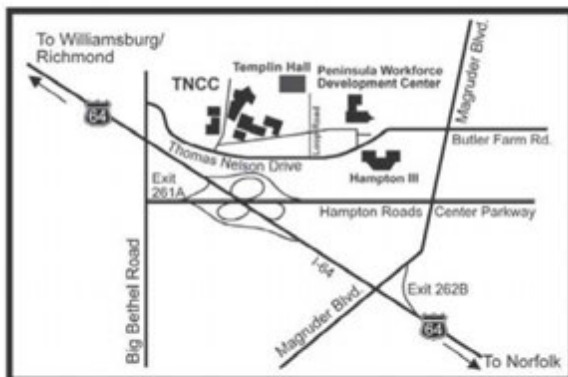 To Williamsburg/
Richmond
64
TNCC
Templin Hall
Peninsula Workforce
Development Center
Magruder Blvd.
Loop Road
Butler Farm Rd.
Thomas Nelson Drive
Hampton III
Exit
261A
Hampton Roads Center Parkway
Big Bethel Road
I-64
Exit 262B
Magruder Blvd.
64
To Norfolk